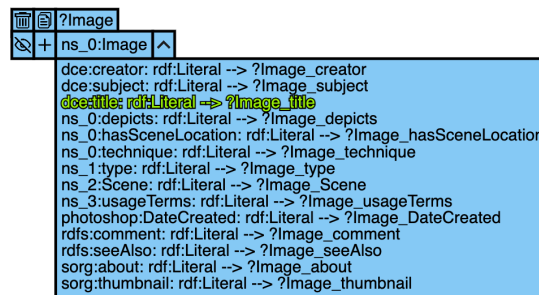 ?Image
ns_0:Image
dce:creator: rdf:Literal --> ?Image_creator
dce:subject: rdf:Literal --> ?Image_subject
dce:title: rdf:Literal --> ?Image_title
ns_0:depicts: rdf:Literal --> ?Image_depicts
ns_0:hasSceneLocation: rdf:Literal --> ?Image_hasSceneLocation
ns_0:technique: rdf:Literal --> ?Image_technique
ns_1:type: rdf:Literal --> ?Image_type
ns_2:Scene: rdf:Literal --> ?Image_Scene
ns_3:usageTerms: rdf:Literal --> ?Image_usageTerms
photoshop:DateCreated: rdf:Literal --> ?Image_DateCreated
rdfs:comment: rdf:Literal --> ?Image_comment
rdfs:seeAlso: rdf:Literal --> ?Image_seeAlso
sorg:about: rdf:Literal --> ?Image_about
sorg:thumbnail: rdf:Literal --> ?Image_thumbnail